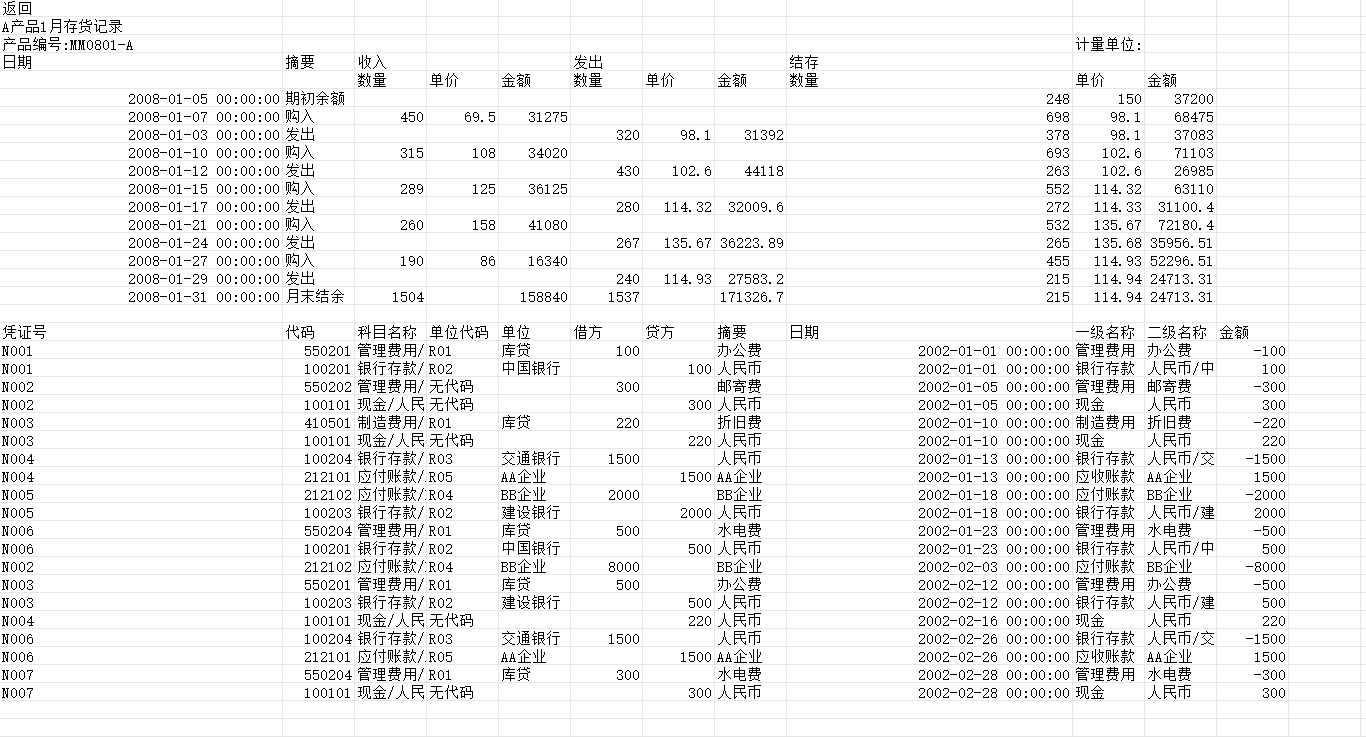 返回
A产品1月存货记录
产品编号:MM0801-A 计量单位:
日期 摘要 收入 发出 结存
数量 单价 金额 数量 单价 金额 数量 单价 金额
2008-01-05 00:00:00 期初余额 248 150 37200
2008-01-07 00:00:00 购入 450 69.5 31275 698 98.1 68475
2008-01-03 00:00:00 发出 320 98.1 31392 378 98.1 37083
2008-01-10 00:00:00 购入 315 108 34020 693 102.6 71103
2008-01-12 00:00:00 发出 430 102.6 44118 263 102.6 26985
2008-01-15 00:00:00 购入 289 125 36125 552 114.32 63110
2008-01-17 00:00:00 发出 280 114.32 32009.6 272 114.33 31100.4
2008-01-21 00:00:00 购入 260 158 41080 532 135.67 72180.4
2008-01-24 00:00:00 发出 267 135.67 36223.89 265 135.68 35956.51
2008-01-27 00:00:00 购入 190 86 16340 455 114.93 52296.51
2008-01-29 00:00:00 发出 240 114.93 27583.2 215 114.94 24713.31
2008-01-31 00:00:00 月末结余 1504 158840 1537 171326.7 215 114.94 24713.31
凭证号 代码 科目名称 单位代码 单位 借方 贷方 摘要 日期 一级名称 二级名称 金额
N001 550201 管理费用/ R01 库贷 100 办公费 2002-01-01 00:00:00 管理费用 办公费 -100
N001 100201 银行存款/ R02 中国银行 100 人民币 2002-01-01 00:00:00 银行存款 人民币/中 100
N002 550202 管理费用/ 无代码 300 邮寄费 2002-01-05 00:00:00 管理费用 邮寄费 -300
N002 100101 现金/人民 无代码 300 人民币 2002-01-05 00:00:00 现金 人民币 300
N003 410501 制造费用/ R01 库贷 220 折旧费 2002-01-10 00:00:00 制造费用 折旧费 -220
N003 100101 现金/人民 无代码 220 人民币 2002-01-10 00:00:00 现金 人民币 220
N004 100204 银行存款/ R03 交通银行 1500 人民币 2002-01-13 00:00:00 银行存款 人民币/交 -1500
N004 212101 应付账款/ R05 AA企业 1500 AA企业 2002-01-13 00:00:00 应收账款 AA企业 1500
N005 212102 应付账款/ R04 BB企业 2000 BB企业 2002-01-18 00:00:00 应付账款 BB企业 -2000
N005 100203 银行存款/ R02 建设银行 2000 人民币 2002-01-18 00:00:00 银行存款 人民币/建 2000
N006 550204 管理费用/ R01 库贷 500 水电费 2002-01-23 00:00:00 管理费用 水电费 -500
N006 100201 银行存款/ R02 中国银行 500 人民币 2002-01-23 00:00:00 银行存款 人民币/中 500
N002 212102 应付账款/ R04 BB企业 8000 BB企业 2002-02-03 00:00:00 应付账款 BB企业 -8000
N003 550201 管理费用/ R01 库贷 500 办公费 2002-02-12 00:00:00 管理费用 办公费 -500
N003 100203 银行存款/ R02 建设银行 500 人民币 2002-02-12 00:00:00 银行存款 人民币/建 500
N004 100101 现金/人民 无代码 220 人民币 2002-02-16 00:00:00 现金 人民币 220
N006 100204 银行存款/ R03 交通银行 1500 人民币 2002-02-26 00:00:00 银行存款 人民币/交 -1500
N006 212101 应付账款/ R05 AA企业 1500 AA企业 2002-02-26 00:00:00 应收账款 AA企业 1500
N007 550204 管理费用/ R01 库贷 300 水电费 2002-02-28 00:00:00 管理费用 水电费 -300
N007 100101 现金/人民 无代码 300 人民币 2002-02-28 00:00:00 现金 人民币 300